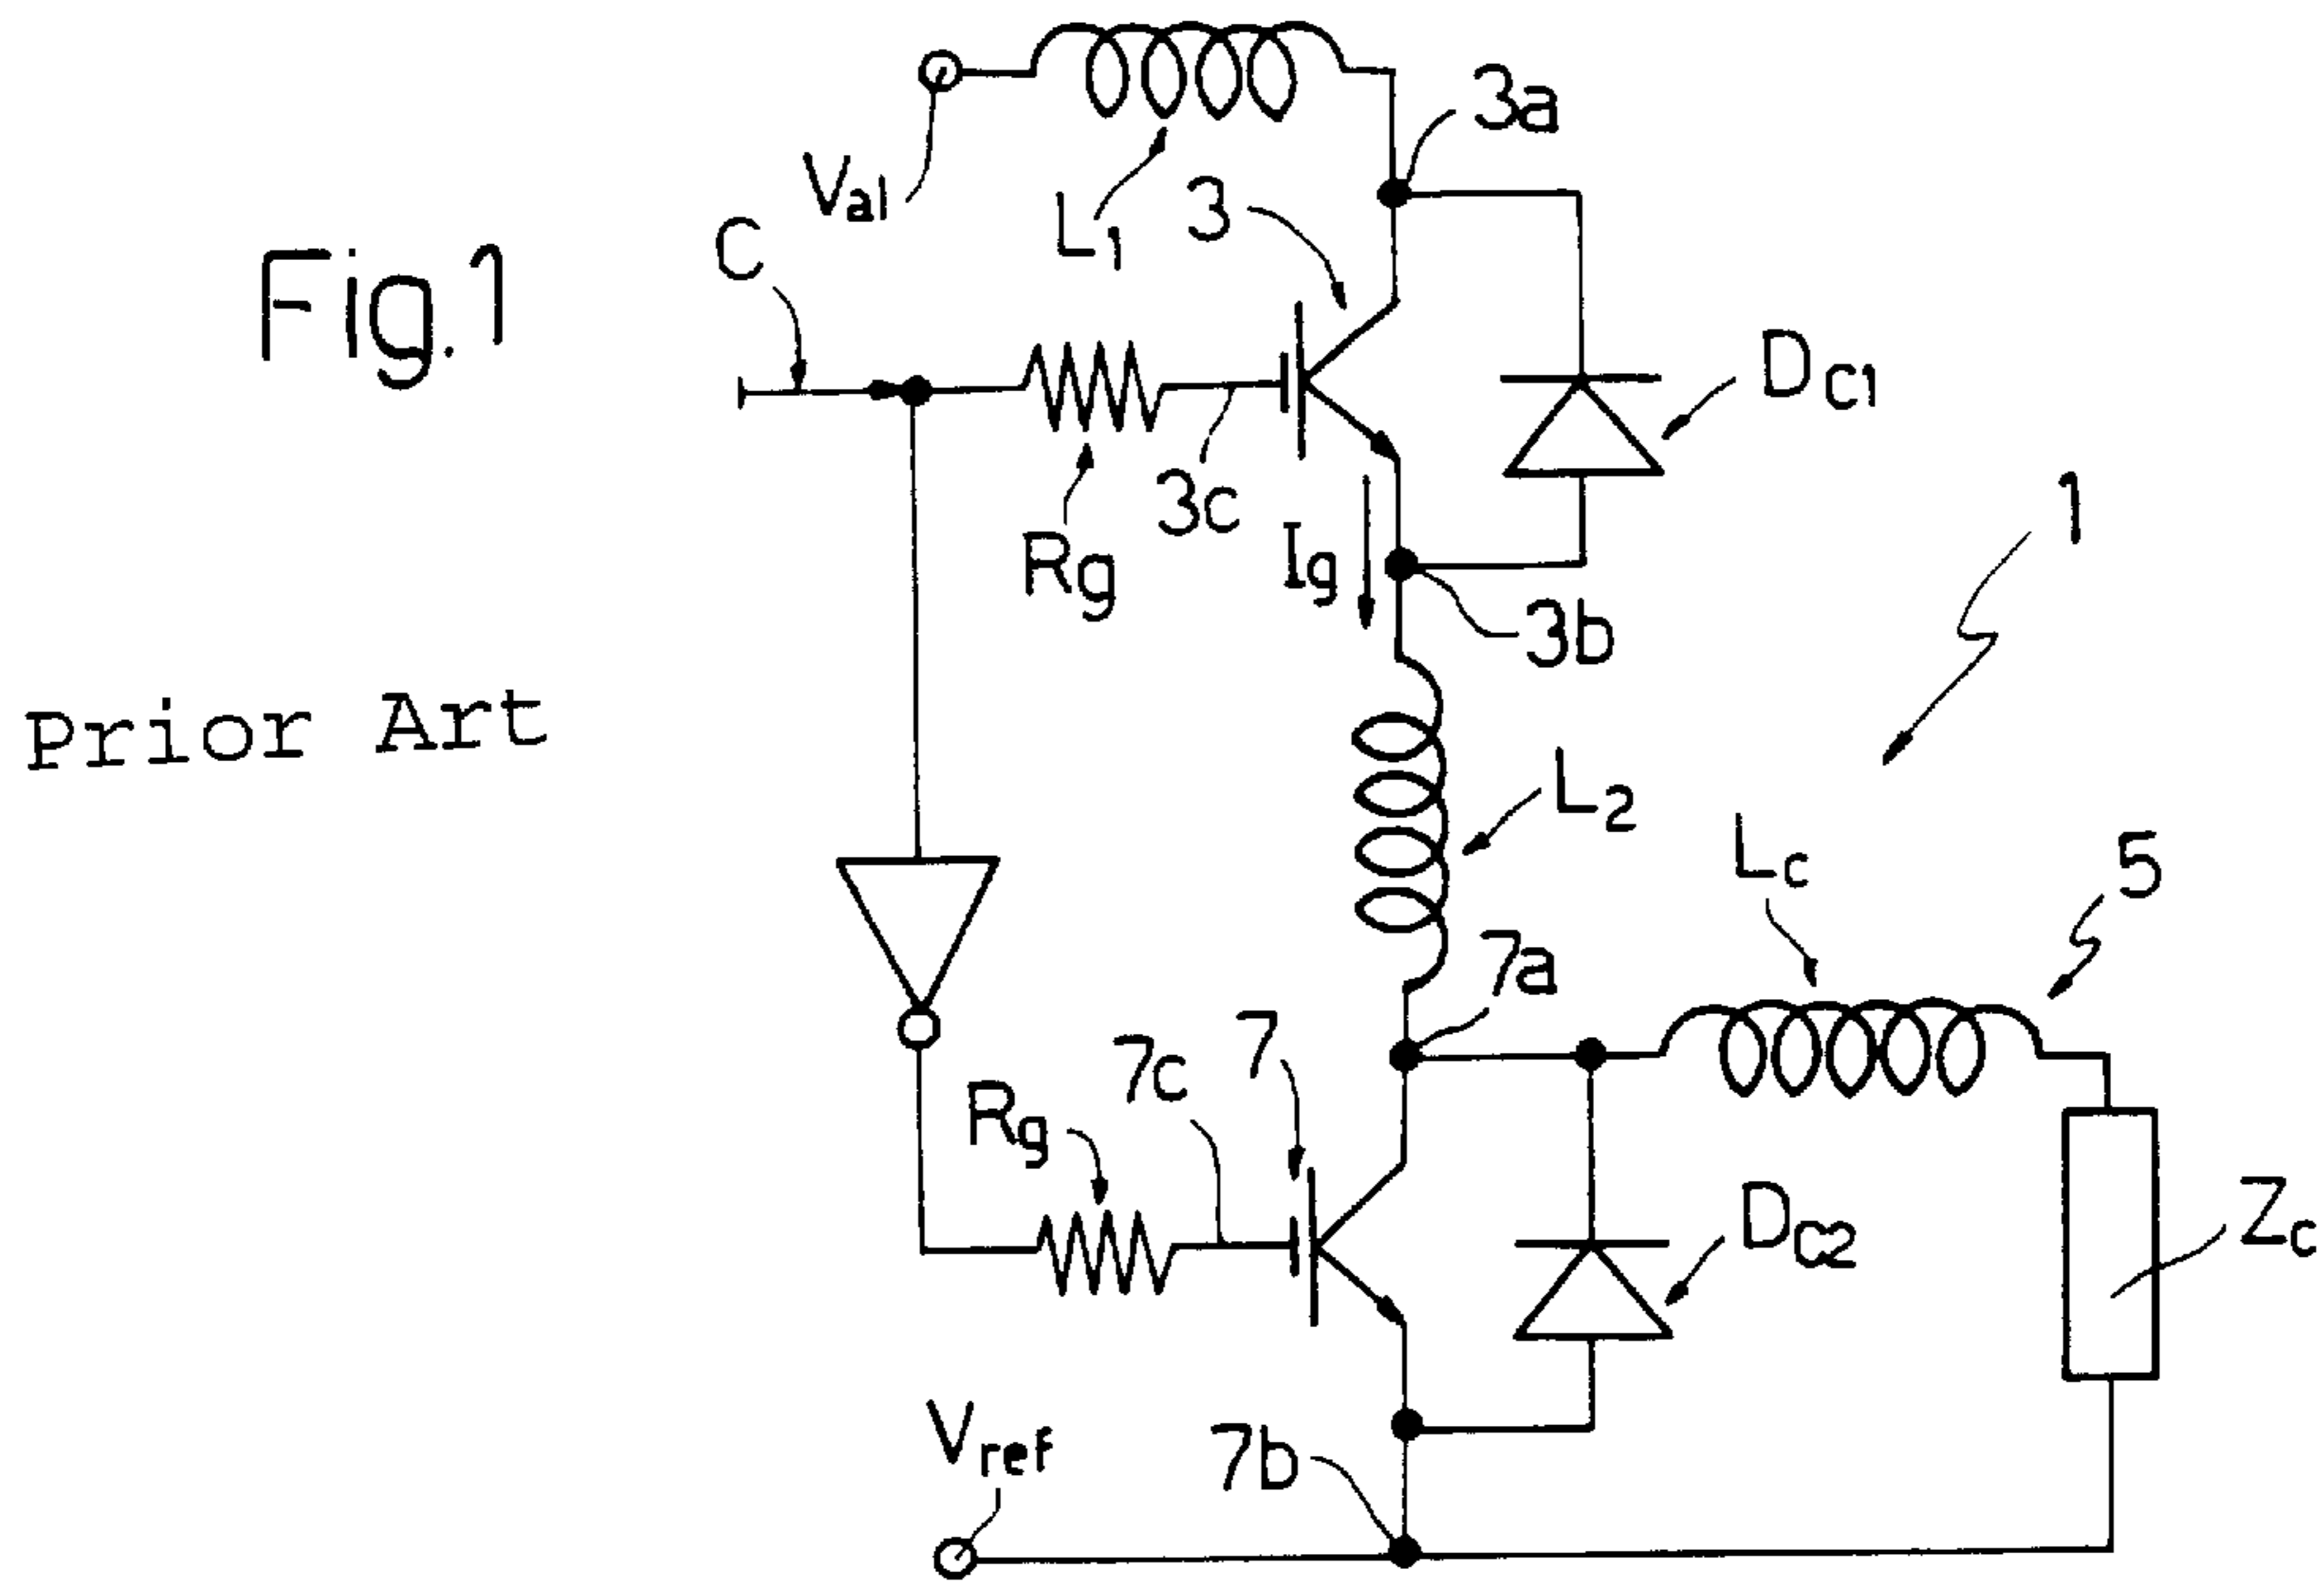 Fig.1
Prior Art
Val
L1
3a
3
C
DC1
Rg
3c
Ig
3b
1
L2
Lc
5
7a
7c
7
Rg
DC2
Zc
Vref
7b